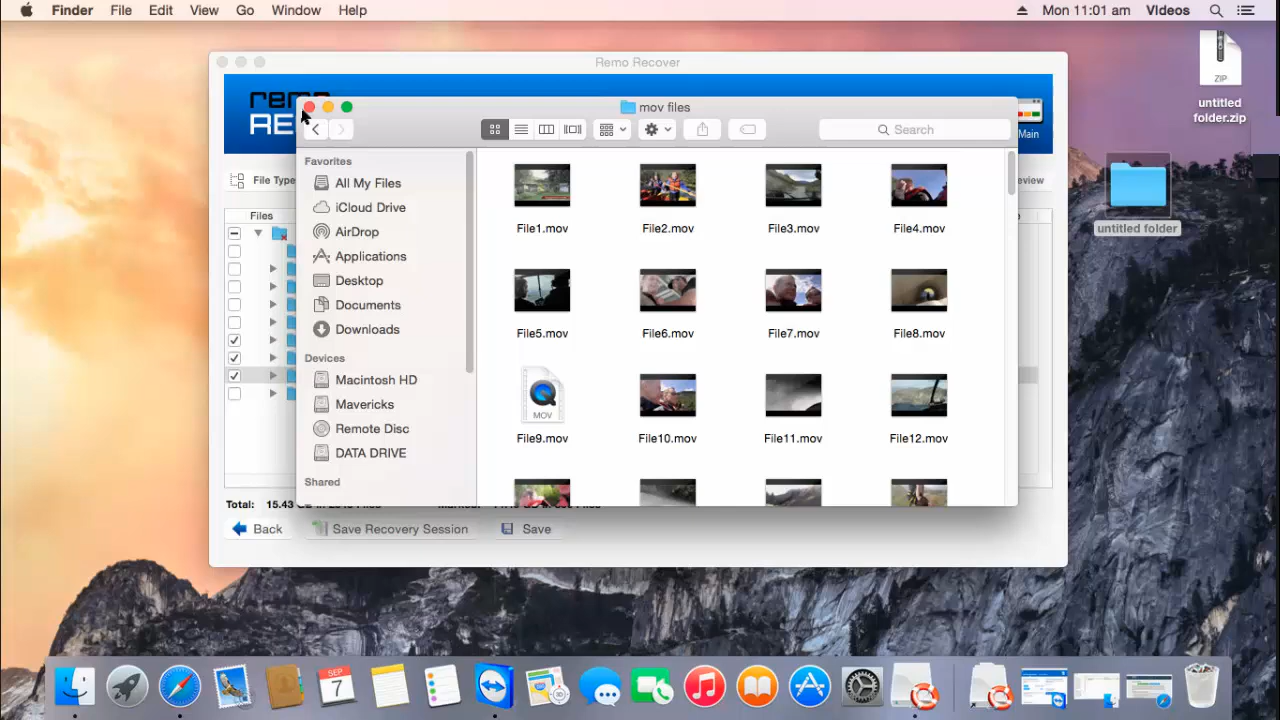 Finder File Edit View Go Window Help Mon 11:01 am Videos
Remo Recover
ZIP
untitled folder.zip
untitled folder
remo
RE
Main
mov files
Search
File Type
Files
Favorites
All My Files
iCloud Drive
AirDrop
Applications
Desktop
Documents
Downloads
Devices
Macintosh HD
Mavericks
Remote Disc
DATA DRIVE
Shared
File1.mov File2.mov File3.mov File4.mov
File5.mov File6.mov File7.mov File8.mov
MOV
File9.mov File10.mov File11.mov File12.mov
Total: 15.43
Back Save Recovery Session Save
SEP
7